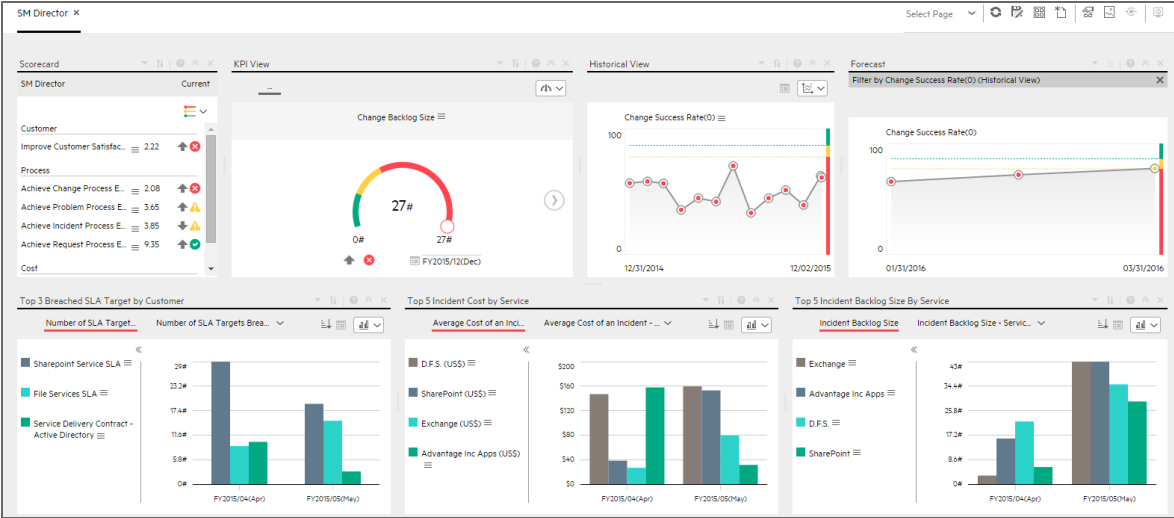 SM Director ×
Select Page
Scorecard
KPI View
Historical View
Forecast
SM Director Current
Filter by Change Success Rate(0) (Historical View)
--
Customer
Improve Customer Satisfac... 2.22
Process
Achieve Change Process E... 2.08
Achieve Problem Process E... 3.65
Achieve Incident Process E... 3.85
Achieve Request Process E... 9.35
Cost
Change Backlog Size
27#
0# 27#
FY2015/12(Dec)
Change Success Rate(0)
100
0
12/31/2014 12/02/2015
Change Success Rate(0)
100
0
01/31/2016 03/31/2016
Top 3 Breached SLA Target by Customer
Number of SLA Target... Number of SLA Targets Brea...
Sharepoint Service SLA
File Services SLA
Service Delivery Contract -
Active Directory
29#
23.2#
17.4#
11.6#
5.8#
0#
FY2015/04(Apr) FY2015/05(May)
Top 5 Incident Cost by Service
Average Cost of an Inci... Average Cost of an Incident - ...
D.F.S. (US$)
SharePoint (US$)
Exchange (US$)
Advantage Inc Apps (US$)
$200
$160
$120
$80
$40
$0
FY2015/04(Apr) FY2015/05(May)
Top 5 Incident Backlog Size By Service
Incident Backlog Size Incident Backlog Size - Servic...
Exchange
Advantage Inc Apps
D.F.S.
SharePoint
43#
34.4#
25.8#
17.2#
8.6#
0#
FY2015/04(Apr) FY2015/05(May)